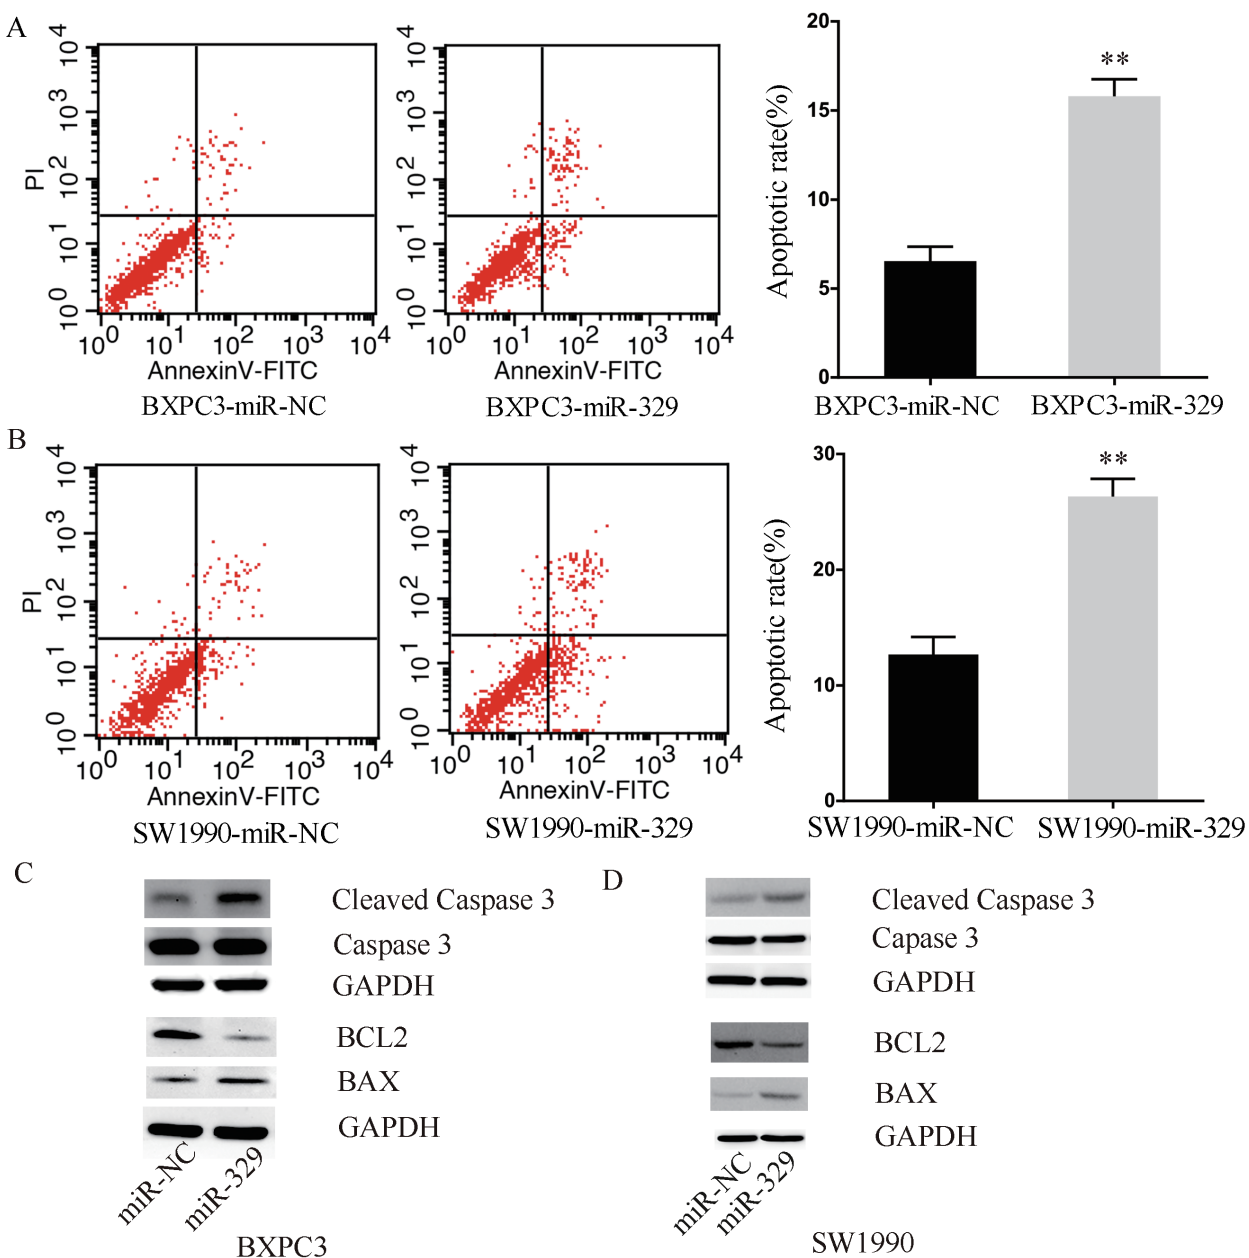 A
10^4
10^3
10^2
10^1
10^0
PI
10^0 10^1 10^2 10^3 10^4
AnnexinV-FITC
BXPC3-miR-NC
10^4
10^3
10^2
10^1
10^0
10^0 10^1 10^2 10^3 10^4
AnnexinV-FITC
BXPC3-miR-329
Apoptotic rate(%)
20
15
10
5
0
**
BXPC3-miR-NC BXPC3-miR-329
B
10^4
10^3
10^2
10^1
10^0
PI
10^0 10^1 10^2 10^3 10^4
AnnexinV-FITC
SW1990-miR-NC
10^4
10^3
10^2
10^1
10^0
10^0 10^1 10^2 10^3 10^4
AnnexinV-FITC
SW1990-miR-329
Apoptotic rate(%)
30
20
10
0
**
SW1990-miR-NC SW1990-miR-329
C
Cleaved Caspase 3
Caspase 3
GAPDH
BCL2
BAX
GAPDH
miR-NC
miR-329
BXPC3
D
Cleaved Caspase 3
Capase 3
GAPDH
BCL2
BAX
GAPDH
miR-NC
miR-329
SW1990